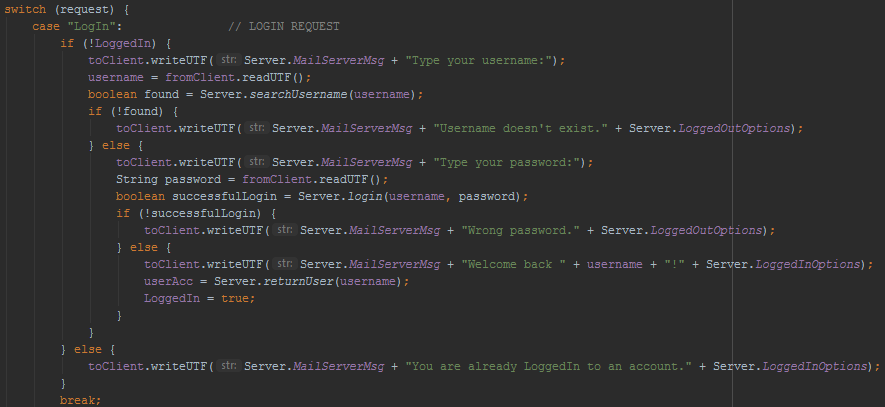 switch (request) {
    case "LogIn":               // LOGIN REQUEST
        if (!LoggedIn) {
            toClient.writeUTF( str: Server.MailServerMsg + "Type your username:");
            username = fromClient.readUTF();
            boolean found = Server.searchUsername(username);
            if (!found) {
                toClient.writeUTF( str: Server.MailServerMsg + "Username doesn't exist." + Server.LoggedOutOptions);
            } else {
                toClient.writeUTF( str: Server.MailServerMsg + "Type your password:");
                String password = fromClient.readUTF();
                boolean successfulLogin = Server.login(username, password);
                if (!successfulLogin) {
                    toClient.writeUTF( str: Server.MailServerMsg + "Wrong password." + Server.LoggedOutOptions);
                } else {
                    toClient.writeUTF( str: Server.MailServerMsg + "Welcome back " + username + "!" + Server.LoggedInOptions);
                    userAcc = Server.returnUser(username);
                    LoggedIn = true;
                }
            }
        } else {
            toClient.writeUTF( str: Server.MailServerMsg + "You are already LoggedIn to an account." + Server.LoggedInOptions);
        }
        break;